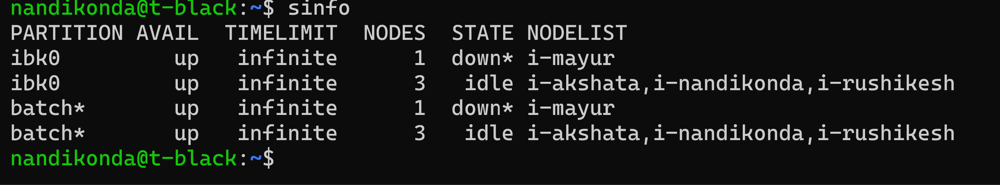 nandikonda@t-black:~$ sinfo
PARTITION AVAIL  TIMELIMIT  NODES  STATE NODELIST
ibk0         up   infinite      1  down* i-mayur
ibk0         up   infinite      3   idle i-akshata,i-nandikonda,i-rushikesh
batch*       up   infinite      1  down* i-mayur
batch*       up   infinite      3   idle i-akshata,i-nandikonda,i-rushikesh
nandikonda@t-black:~$